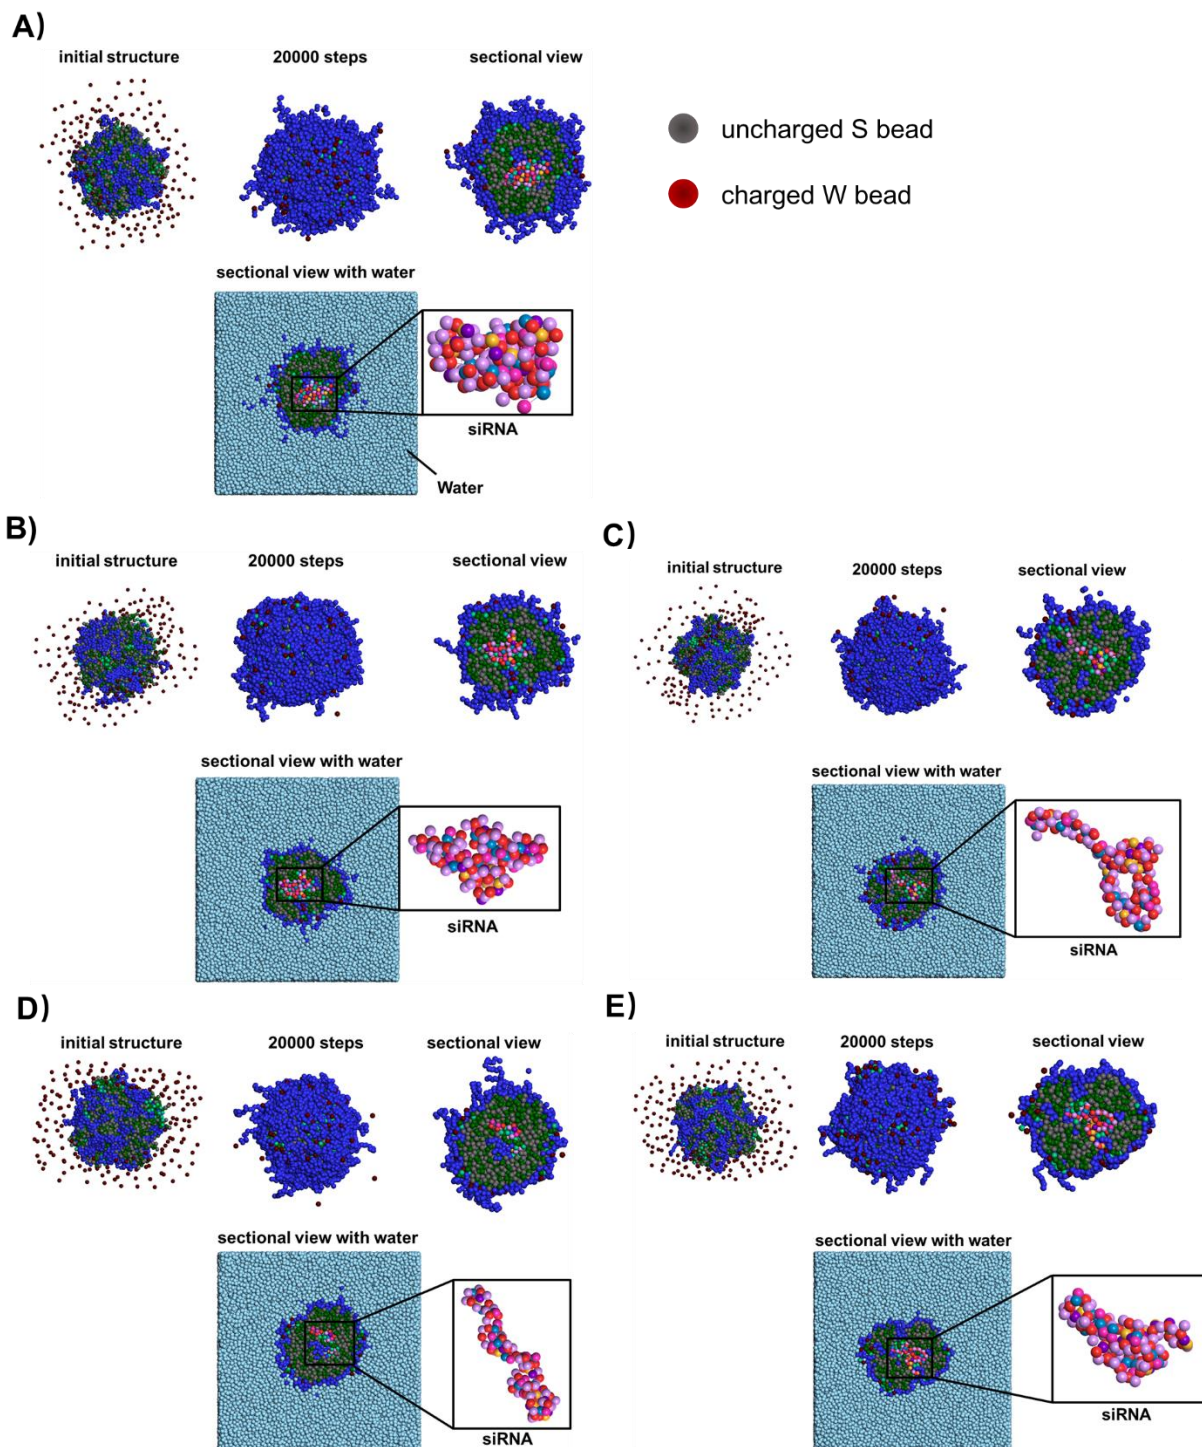 A)
initial structure
20000 steps
sectional view
uncharged S bead
charged W bead
sectional view with water
siRNA
Water
B)
initial structure
20000 steps
sectional view
sectional view with water
siRNA
C)
initial structure
20000 steps
sectional view
sectional view with water
siRNA
D)
initial structure
20000 steps
sectional view
sectional view with water
siRNA
E)
initial structure
20000 steps
sectional view
sectional view with water
siRNA